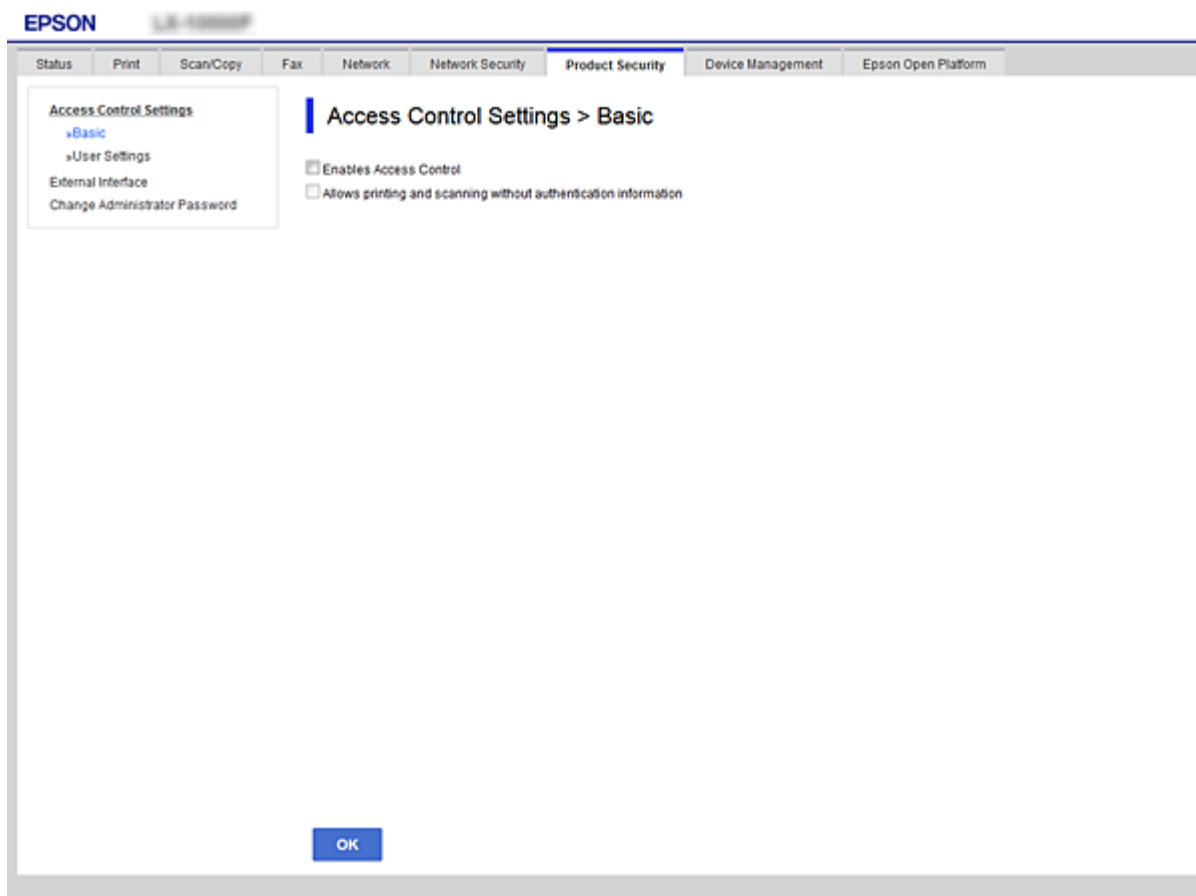 EPSON
Status Print Scan/Copy Fax Network Network Security Product Security Device Management Epson Open Platform
Access Control Settings
»Basic
»User Settings
External Interface
Change Administrator Password
Access Control Settings > Basic
Enables Access Control
Allows printing and scanning without authentication information
OK